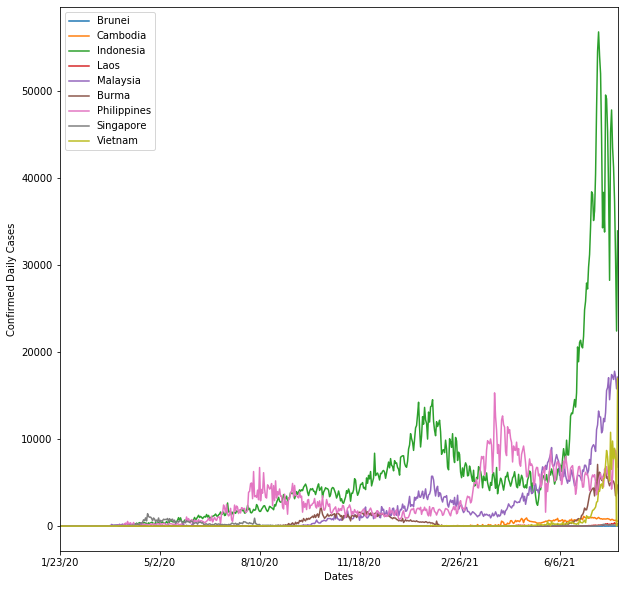 Brunei
Cambodia
Indonesia
Laos
Malaysia
Burma
Philippines
Singapore
Vietnam
50000
40000
30000
20000
10000
0
Confirmed Daily Cases
1/23/20 5/2/20 8/10/20 11/18/20 2/26/21 6/6/21
Dates